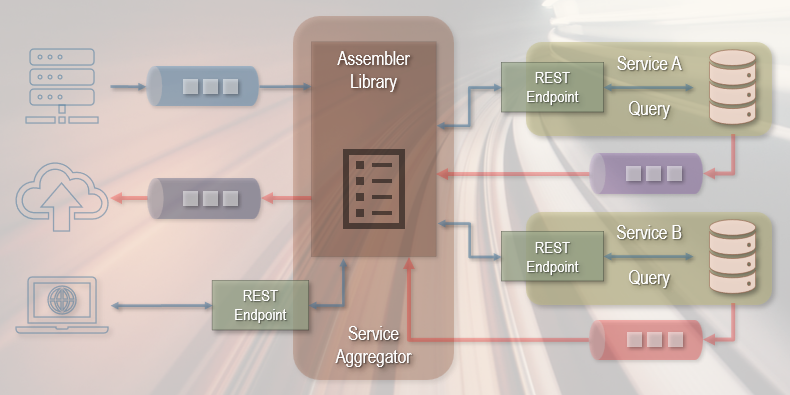 Assembler
Library
REST
Endpoint
Service A
Query
REST
Endpoint
Service B
Query
REST
Endpoint
Service
Aggregator